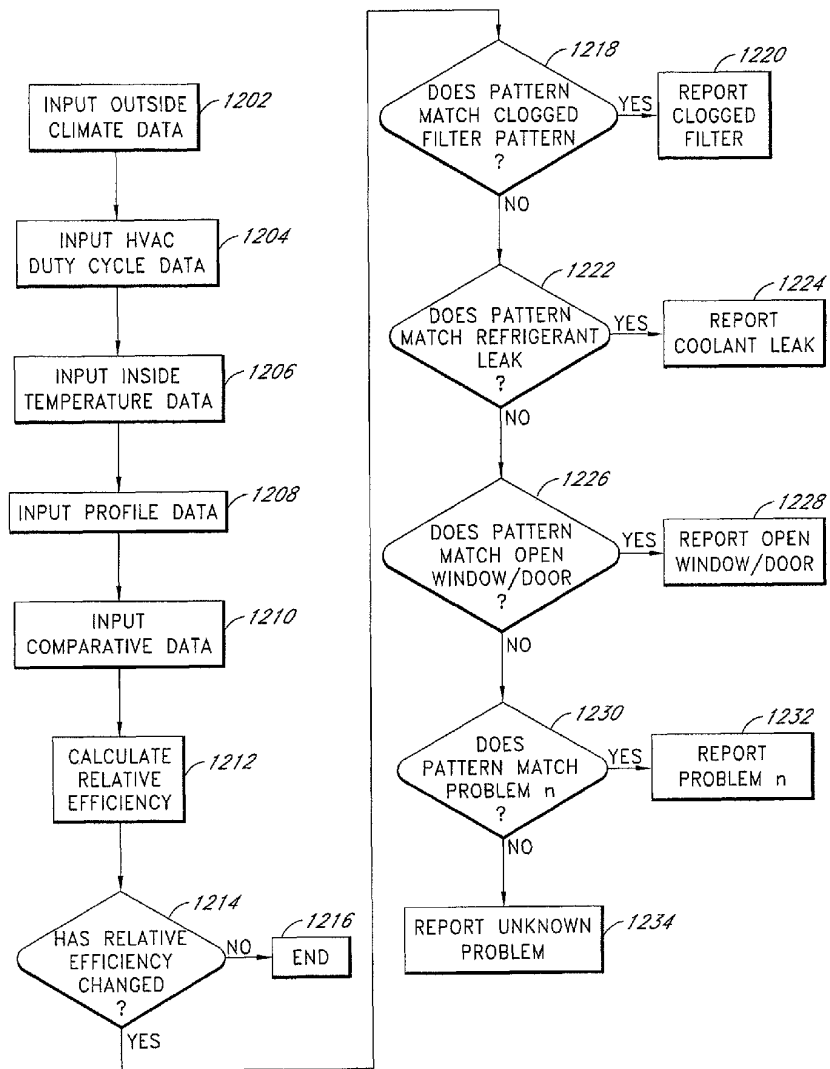 INPUT OUTSIDE
CLIMATE DATA
1202
INPUT HVAC
DUTY CYCLE DATA
1204
INPUT INSIDE
TEMPERATURE DATA
1206
INPUT PROFILE DATA
1208
INPUT
COMPARATIVE DATA
1210
CALCULATE
RELATIVE
EFFICIENCY
1212
HAS RELATIVE
EFFICIENCY
CHANGED
?
1214
NO
END
1216
YES
DOES PATTERN
MATCH CLOGGED
FILTER PATTERN
?
1218
YES
REPORT
CLOGGED
FILTER
1220
NO
DOES PATTERN
MATCH REFRIGERANT
LEAK
?
1222
YES
REPORT
COOLANT LEAK
1224
NO
DOES PATTERN
MATCH OPEN
WINDOW/DOOR
?
1226
YES
REPORT OPEN
WINDOW/DOOR
1228
NO
DOES
PATTERN MATCH
PROBLEM n
?
1230
YES
REPORT
PROBLEM n
1232
NO
REPORT UNKNOWN
PROBLEM
1234